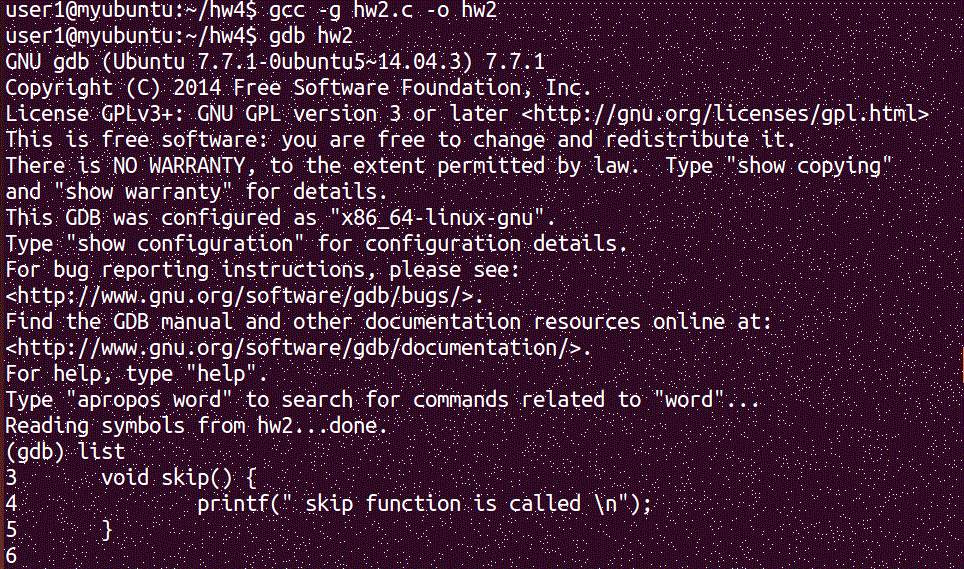 user1@myubuntu:~/hw4$ gcc -g hw2.c -o hw2
user1@myubuntu:~/hw4$ gdb hw2
GNU gdb (Ubuntu 7.7.1-0ubuntu5~14.04.3) 7.7.1
Copyright (C) 2014 Free Software Foundation, Inc.
License GPLv3+: GNU GPL version 3 or later <http://gnu.org/licenses/gpl.html>
This is free software: you are free to change and redistribute it.
There is NO WARRANTY, to the extent permitted by law.  Type "show copying"
and "show warranty" for details.
This GDB was configured as "x86_64-linux-gnu".
Type "show configuration" for configuration details.
For bug reporting instructions, please see:
<http://www.gnu.org/software/gdb/bugs/>.
Find the GDB manual and other documentation resources online at:
<http://www.gnu.org/software/gdb/documentation/>.
For help, type "help".
Type "apropos word" to search for commands related to "word"...
Reading symbols from hw2...done.
(gdb) list
3       void skip() {
4               printf(" skip function is called \n");
5       }
6